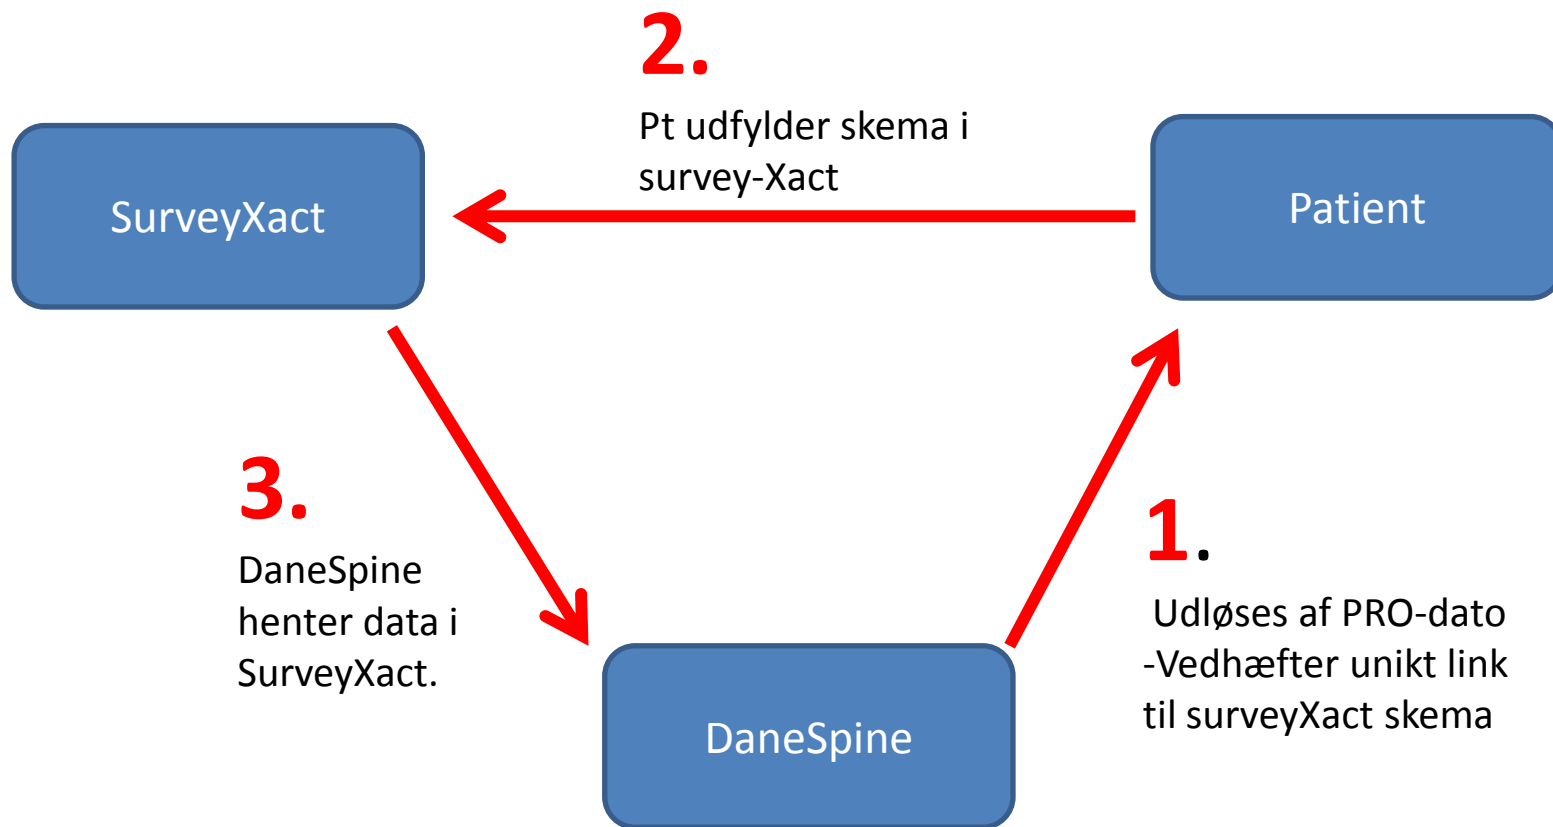 2.
Pt udfylder skema i
survey-Xact
SurveyXact
Patient
3.
DaneSpine
henter data i
SurveyXact.
1.
Udløses af PRO-dato
-Vedhæfter unikt link
til surveyXact skema
DaneSpine